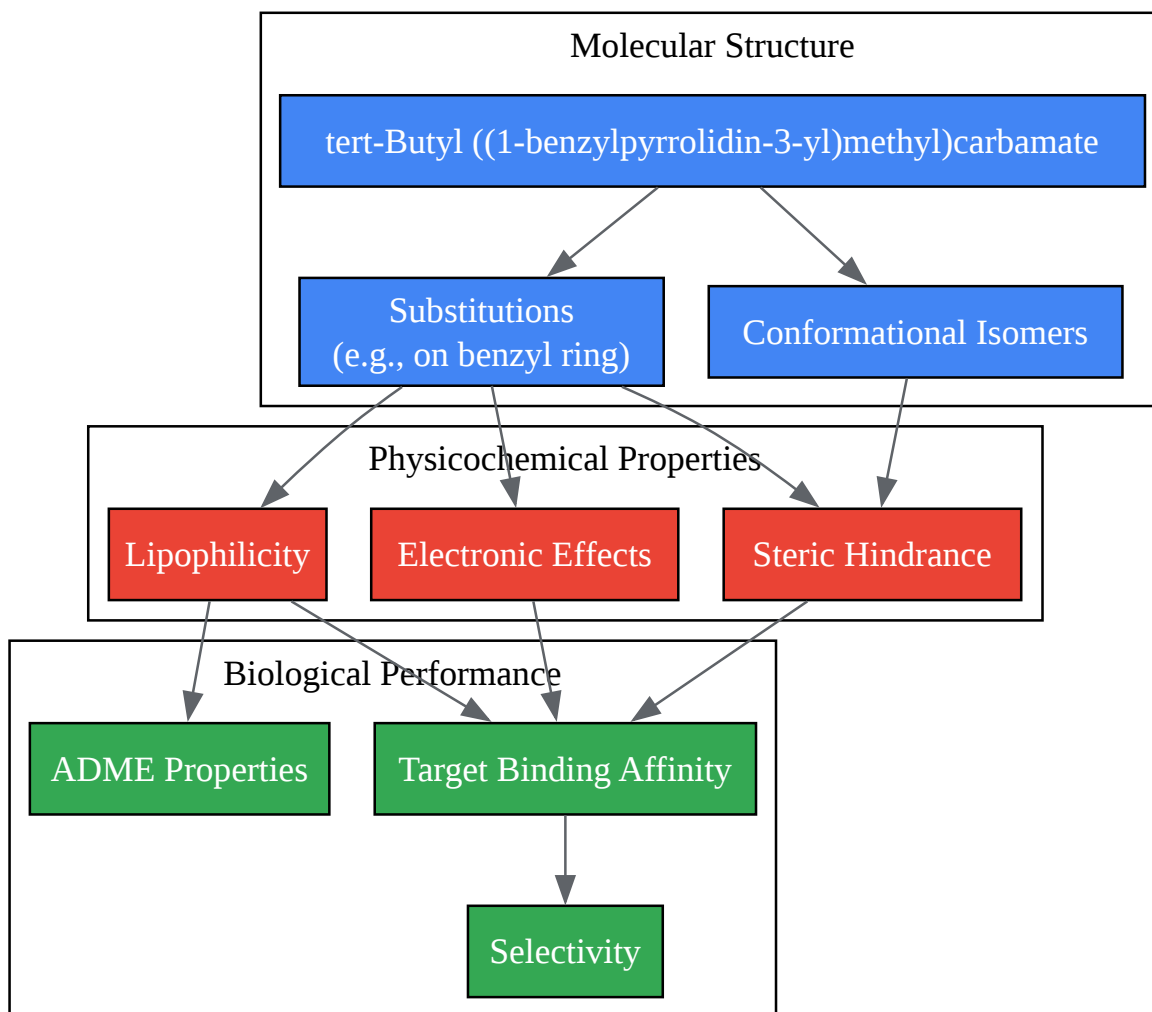 Molecular Structure
tert-Butyl ((1-benzylpyrrolidin-3-yl)methyl)carbamate
Substitutions
(e.g., on benzyl ring)
Conformational Isomers
Physicochemical Properties
Lipophilicity
Electronic Effects
Steric Hindrance
Biological Performance
ADME Properties
Target Binding Affinity
Selectivity